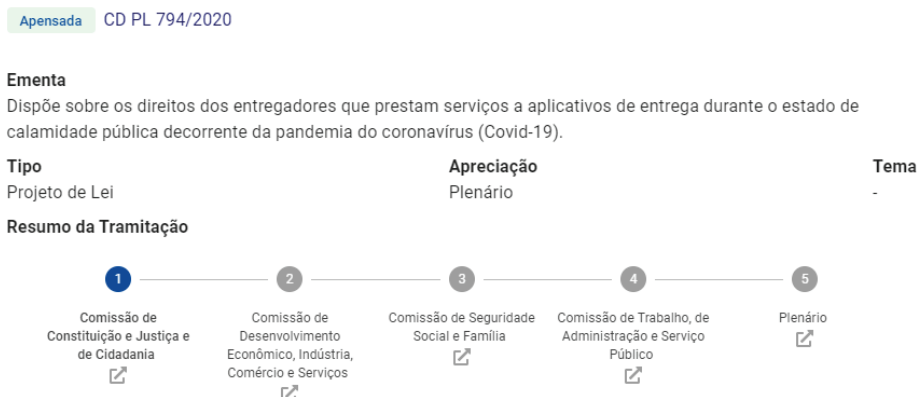 Apensada CD PL 794/2020
Ementa
Dispõe sobre os direitos dos entregadores que prestam serviços a aplicativos de entrega durante o estado de
calamidade pública decorrente da pandemia do coronavírus (Covid-19).
Tipo Apreciação Tema
Projeto de Lei Plenário -
Resumo da Tramitação
1 2 3 4 5
Comissão de
Constituição e Justiça e
de Cidadania
Comissão de
Desenvolvimento
Econômico, Indústria,
Comércio e Serviços
Comissão de Seguridade
Social e Família
Comissão de Trabalho, de
Administração e Serviço
Público
Plenário